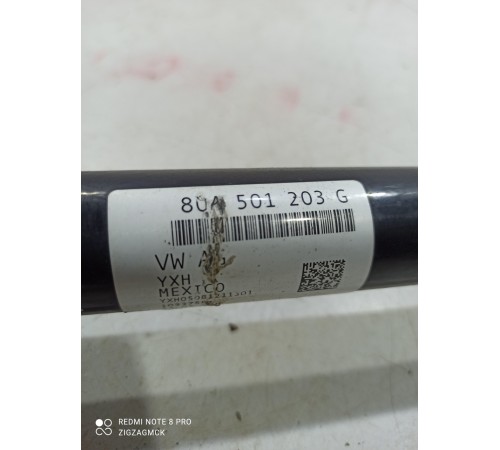 80A 501 203 G
VW AG
YXH
MEXICO
REDMI NOTE 8 PRO
ZIGZAGMCK